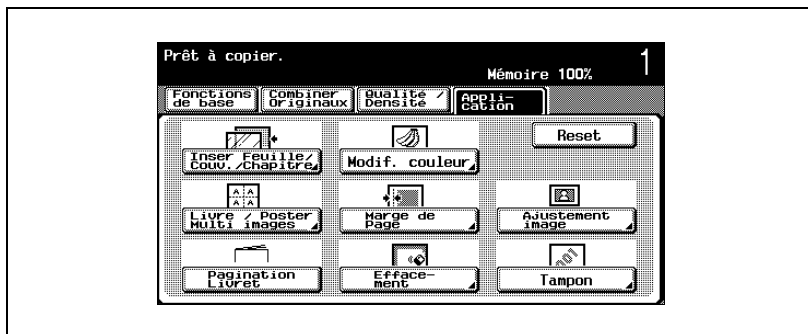 Prêt à copier.
Mémoire 100%
1
Fonctions
de base
Combiner
Originaux
Qualité /
Densité
Appli-
cation
Inser Feuille/
Couv./Chapitre
Modif. couleur
Reset
A A
A A
Livre / Poster
Multi images
Marge de
Page
Ajustement
image
Pagination
Livret
Efface-
ment
Tampon